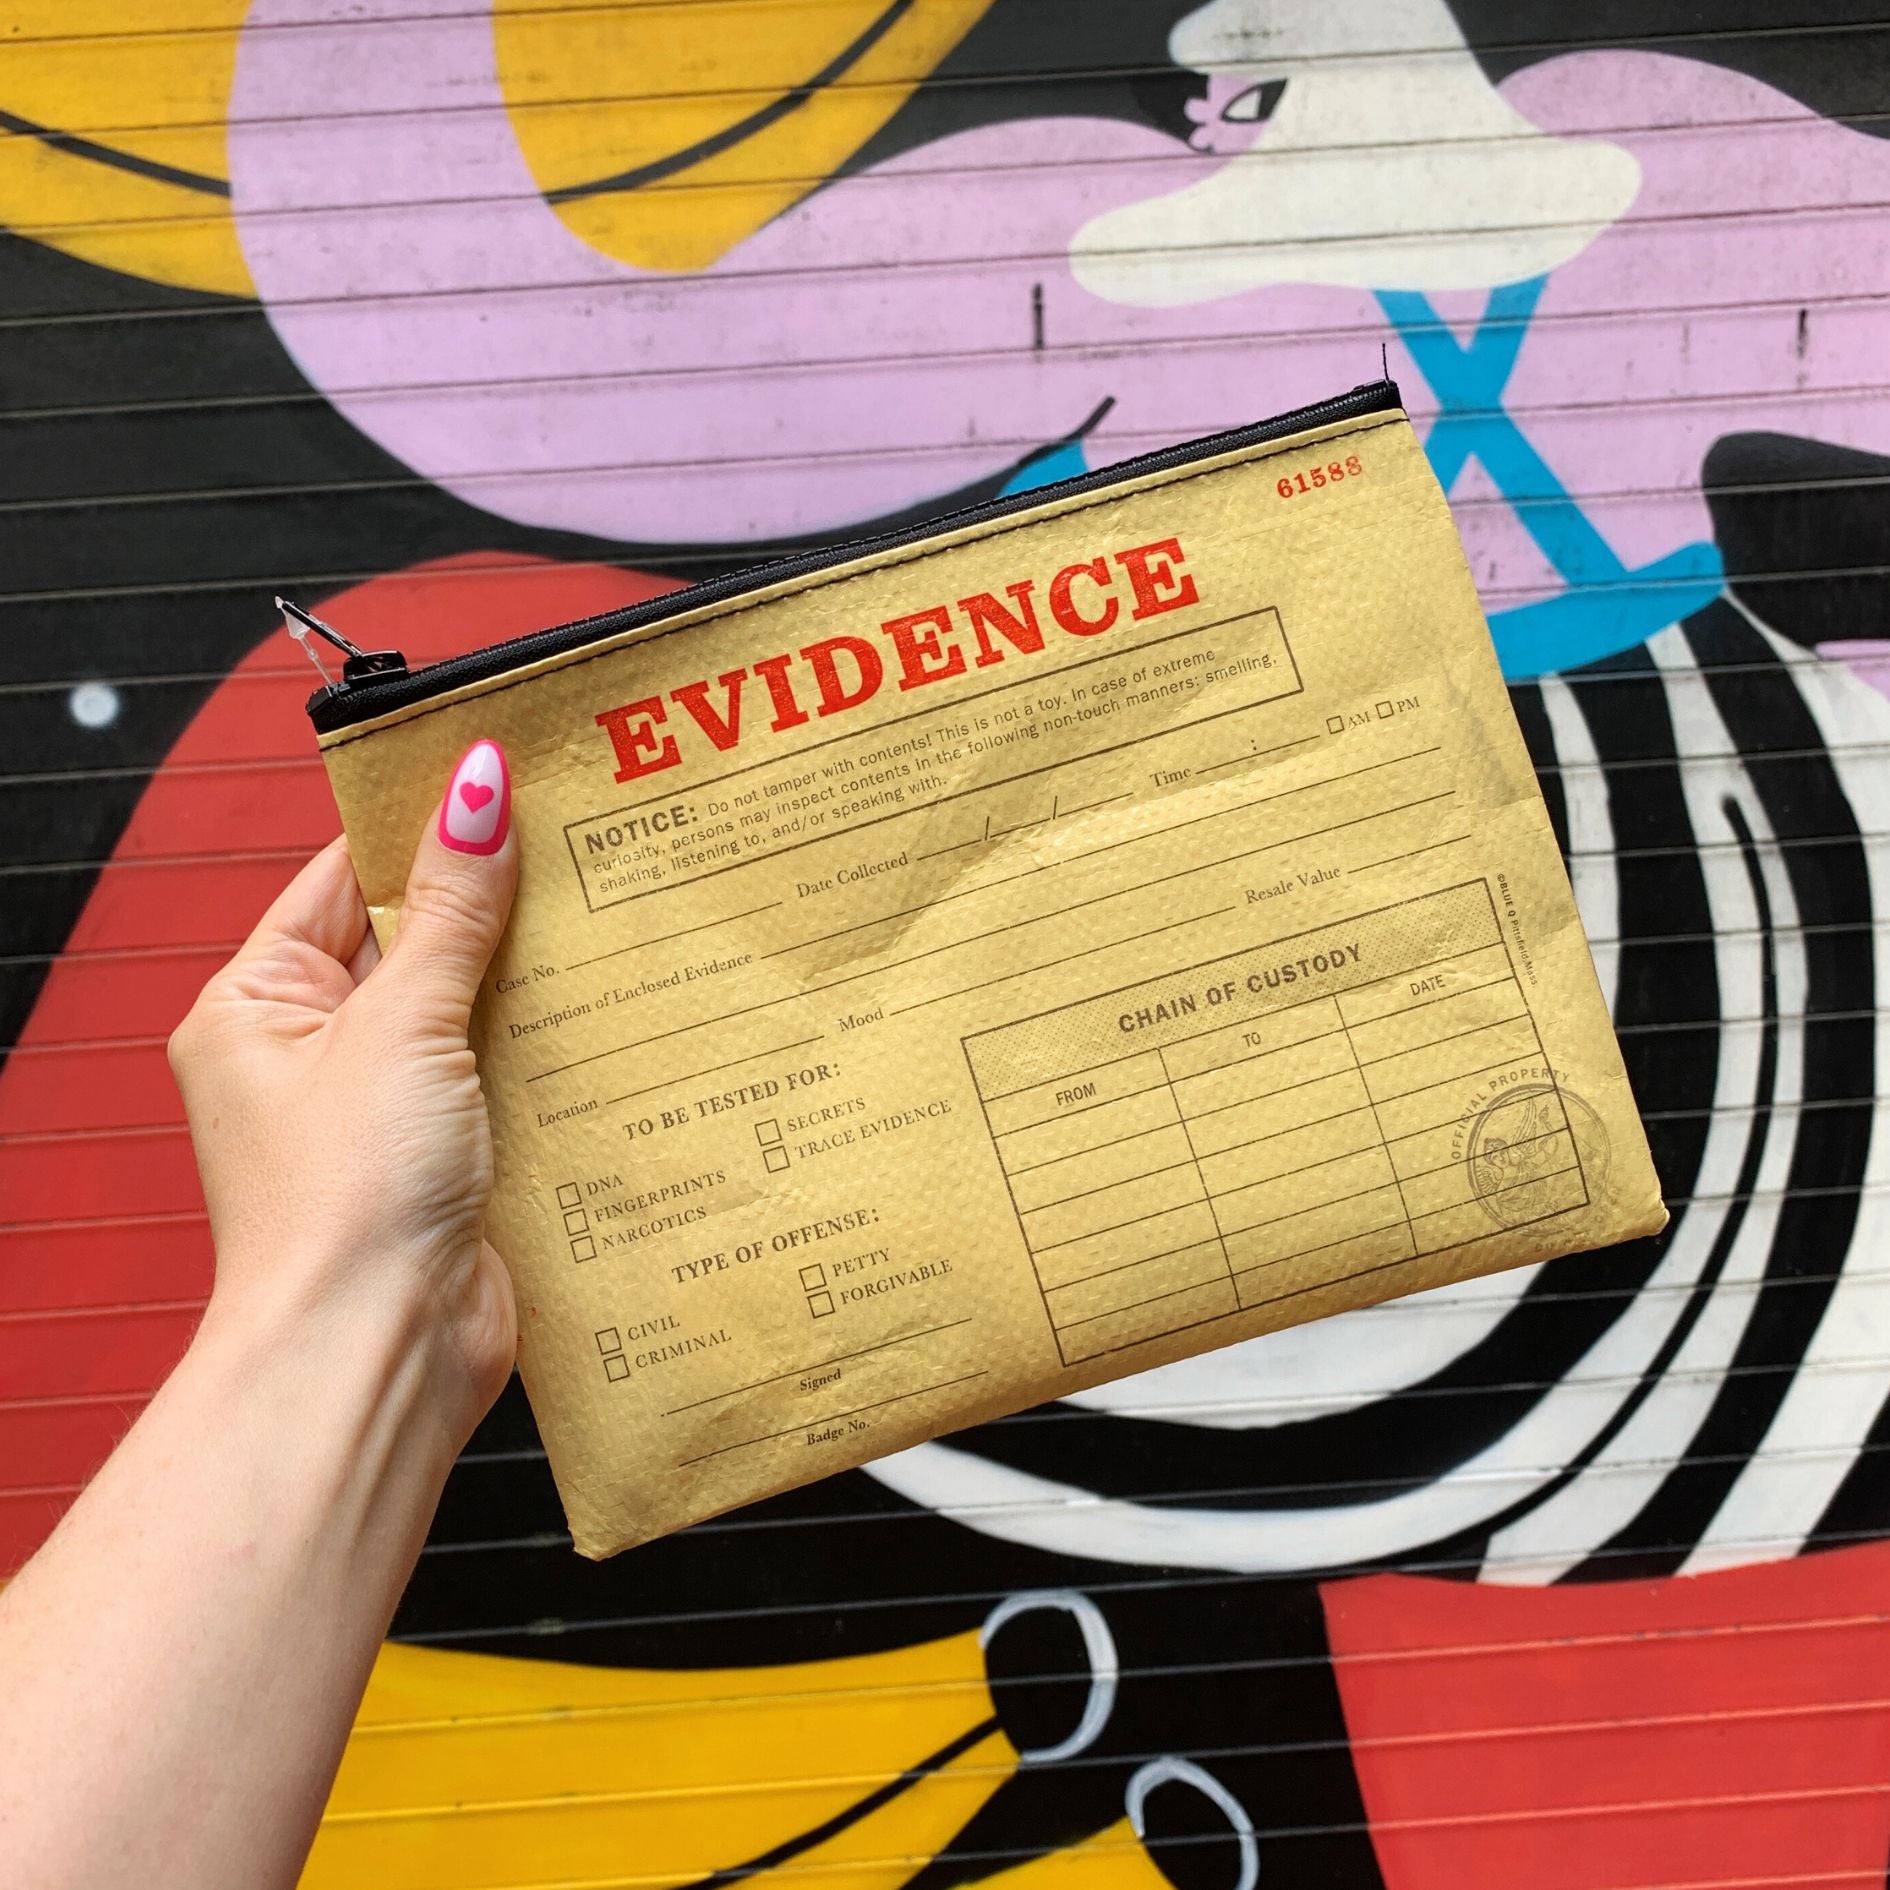 61588
EVIDENCE
NOTICE: Do not tamper with contents! This is not a toy. In case of extreme
curiosity, persons may inspect contents in the following non-touch manners: smelling,
shaking, listening to, and/or speaking with.
Case No. Date Collected / / Time : AM PM
Description of Enclosed Evidence
Location Mood Resale Value
TO BE TESTED FOR:
DNA
FINGERPRINTS
NARCOTICS
SECRETS
TRACE EVIDENCE
TYPE OF OFFENSE:
CIVIL
CRIMINAL
PETTY
FORGIVABLE
Signed
Badge No.
CHAIN OF CUSTODY
FROM TO DATE
©BLUE Q Pittsfield, Mass
OFFICIAL PROPERTY